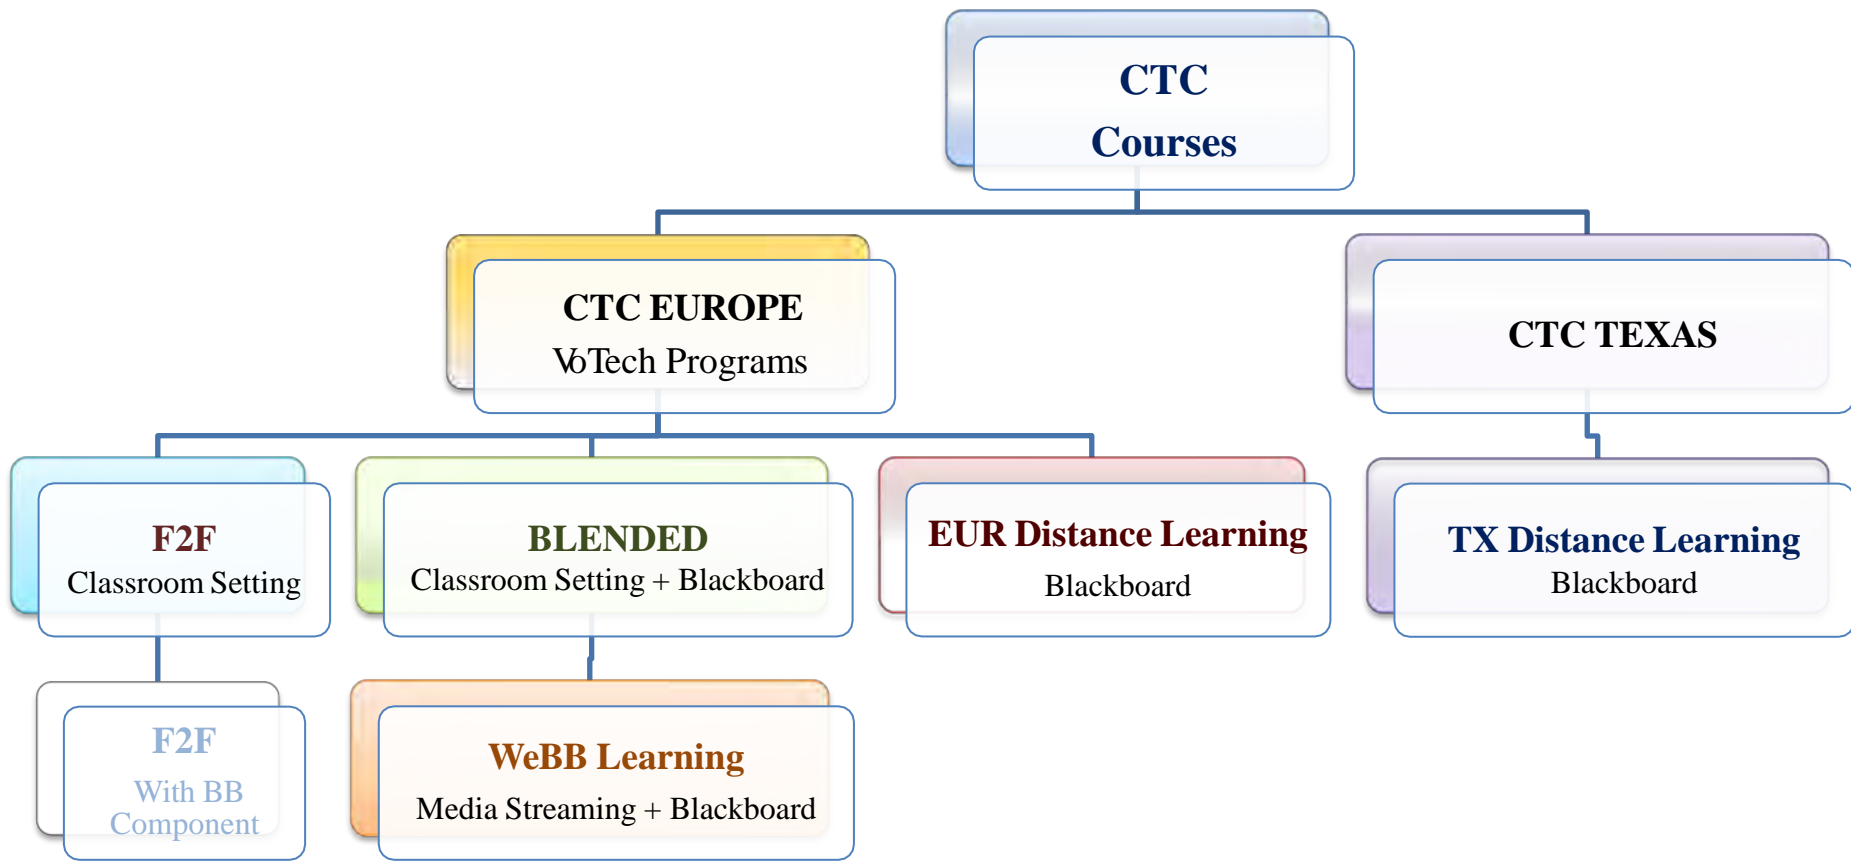 CTC
Courses
CTC EUROPE
VoTech Programs
CTC TEXAS
F2F
Classroom Setting
BLENDED
Classroom Setting + Blackboard
EUR Distance Learning
Blackboard
TX Distance Learning
Blackboard
F2F
With BB
Component
WeBB Learning
Media Streaming + Blackboard